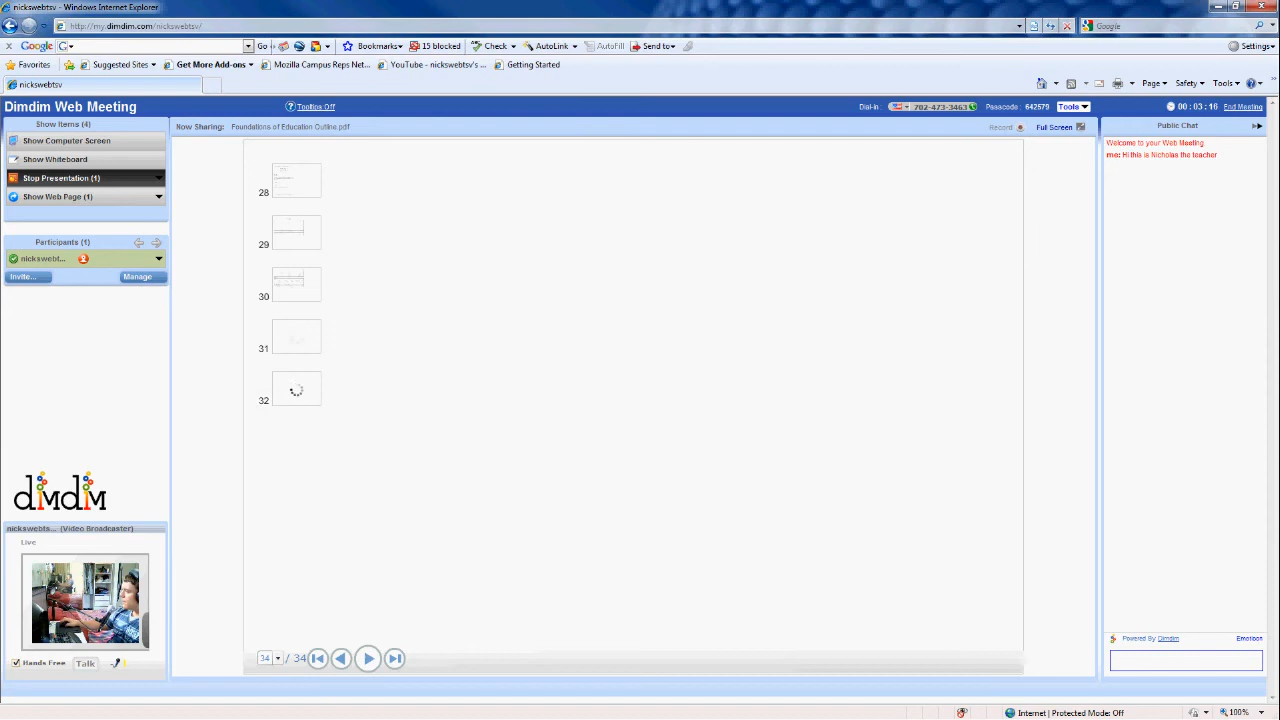 nickswebtsv - Windows Internet Explorer
http://my.dimdim.com/nickswebtsv/
Google
Google
Go
Bookmarks
15 blocked
Check
AutoLink
AutoFill
Send to
Settings
Favorites
Suggested Sites
Get More Add-ons
Mozilla Campus Reps Net...
YouTube - nickswebtsv's ...
Getting Started
nickswebtsv
Page
Safety
Tools
Dimdim Web Meeting
Tooltips Off
Dial-in
702-473-3463
Passcode: 642579
Tools
00:03:16
End Meeting
Show Items (4)
Now Sharing: Foundations of Education Outline.pdf
Record
Full Screen
Public Chat
Show Computer Screen
Show Whiteboard
Stop Presentation (1)
Show Web Page (1)
Welcome to your Web Meeting
me: Hi this is Nicholas the teacher
Participants (1)
nickswebt...
Invite...
Manage
28
29
30
31
32
dimdim
nickswebts... (Video Broadcaster)
Live
Hands Free
Talk
34 / 34
Powered By Dimdim
Emoticon
Internet | Protected Mode: Off
100%